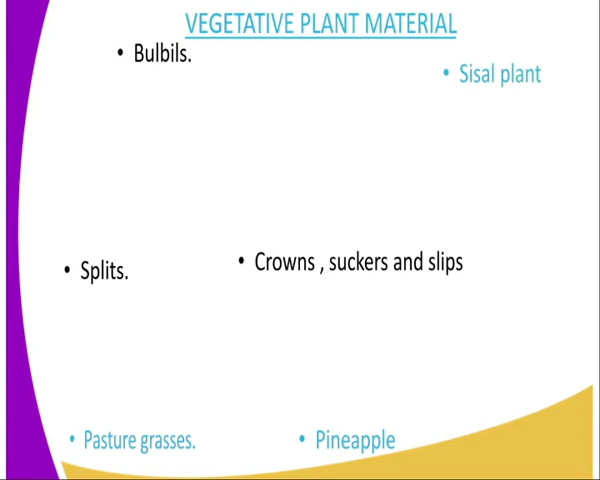 VEGETATIVE PLANT MATERIAL
• Bulbils.
• Sisal plant
• Splits.
• Crowns , suckers and slips
• Pasture grasses.
• Pineapple